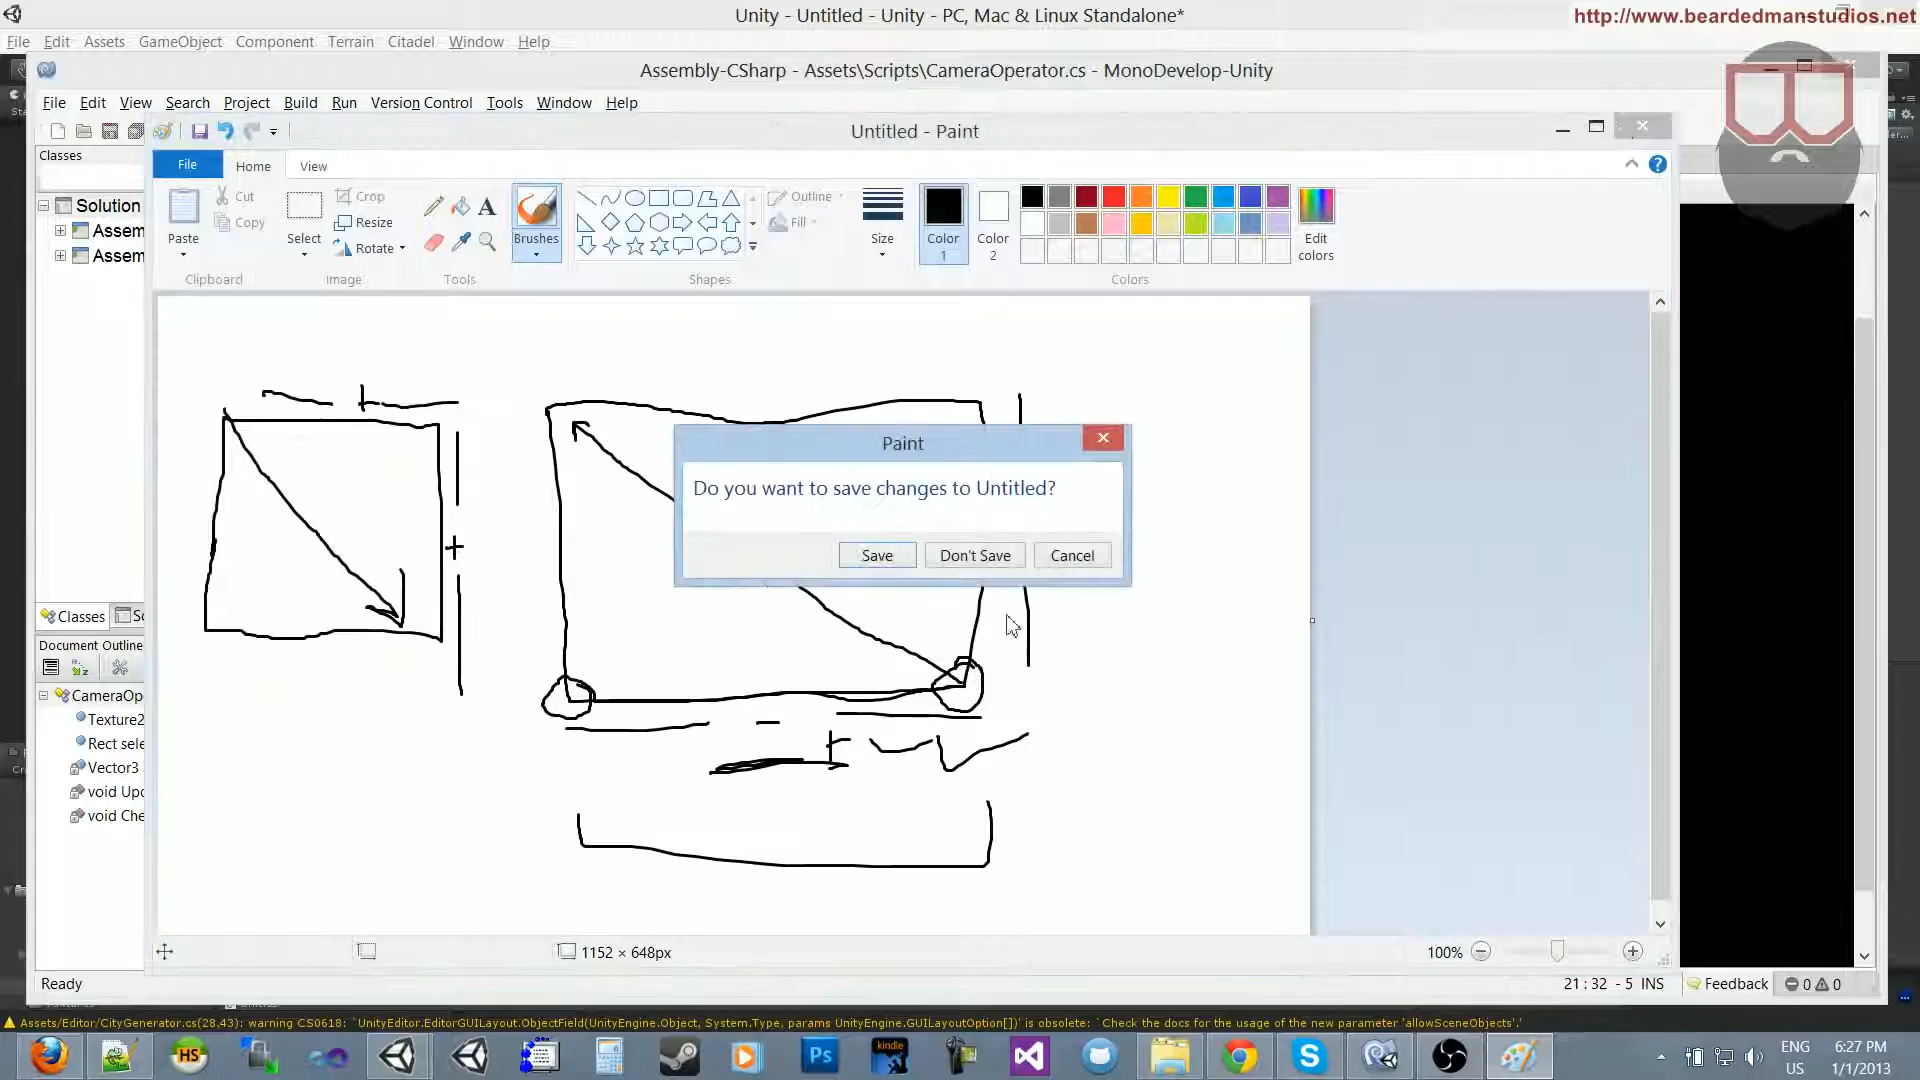 Unity - Untitled - Unity - PC, Mac & Linux Standalone*
http://www.beardedmanstudios.net
File Edit Assets GameObject Component Terrain Citadel Window Help
Assembly-CSharp - Assets\Scripts\CameraOperator.cs - MonoDevelop-Unity
File Edit View Search Project Build Run Version Control Tools Window Help
Untitled - Paint
Classes
File Home View
Solution
Assem
Assem
Paste
Cut
Copy
Clipboard
Select
Crop
Resize
Rotate
Image
Tools
Brushes
Outline
Fill
Shapes
Size
Color 1
Color 2
Edit colors
Colors
Paint
Do you want to save changes to Untitled?
Save Don't Save Cancel
Classes So
Document Outline
CameraOp
Texture2
Rect sele
Vector3
void Upd
void Che
1152 × 648px
100%
Ready
21 : 32 - 5 INS
Feedback
0 0
Assets/Editor/CityGenerator.cs(28,43): warning CS0618: `UnityEditor.EditorGUILayout.ObjectField(UnityEngine.Object, System.Type, params UnityEngine.GUILayoutOption[])' is obsolete: `Check the docs for the usage of the new parameter 'allowSceneObjects'.'
HS
Ps
kindle
ENG
US
6:27 PM
1/1/2013